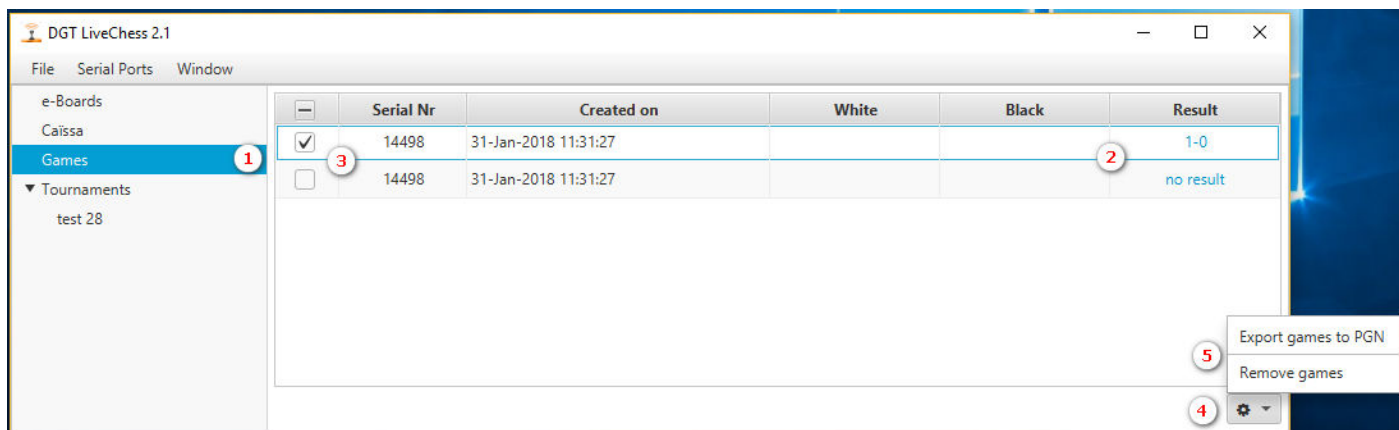 DGT LiveChess 2.1
File Serial Ports Window
e-Boards
Caïssa
Games 1
Tournaments
test 28
Serial Nr Created on White Black Result
3 14498 31-Jan-2018 11:31:27 2 1-0
14498 31-Jan-2018 11:31:27 no result
Export games to PGN
5
Remove games
4